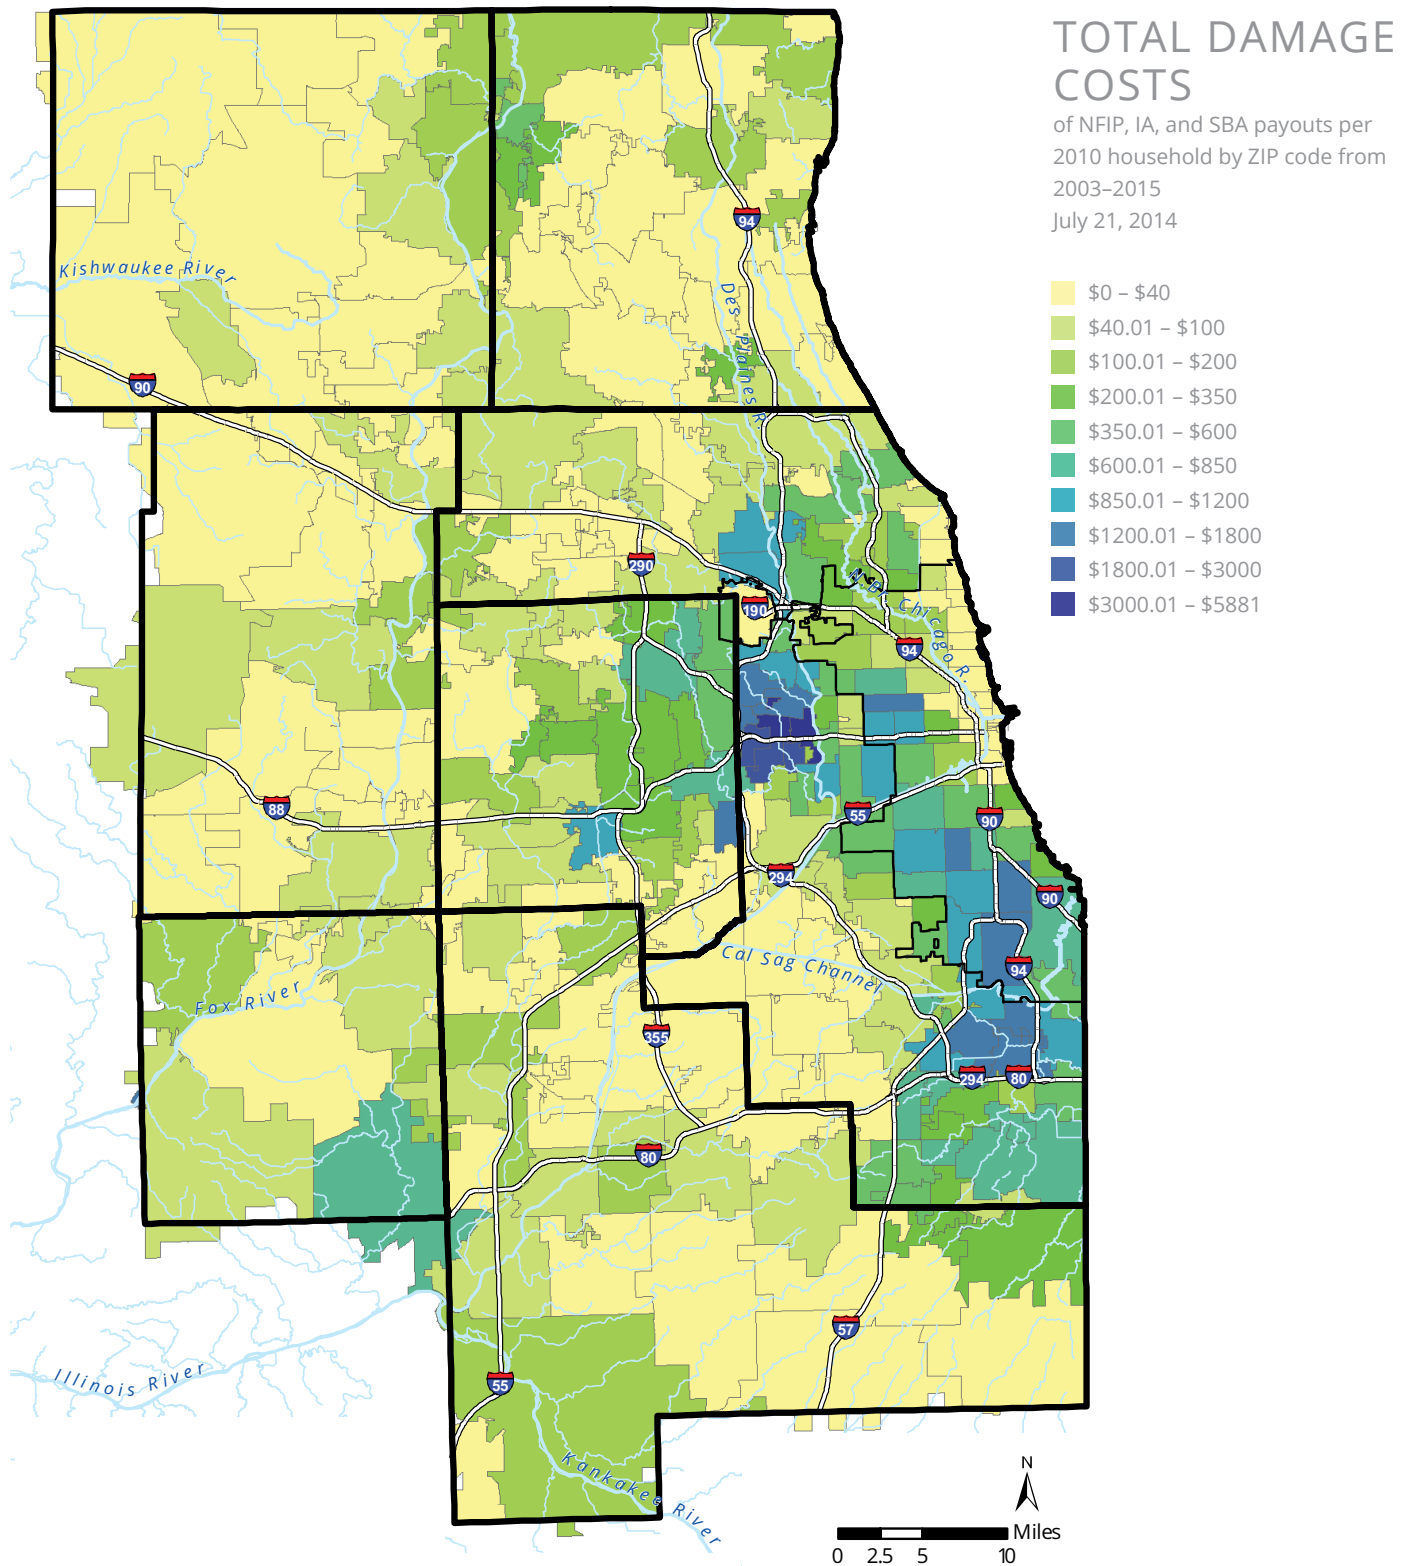 TOTAL DAMAGE
COSTS
of NFIP, IA, and SBA payouts per
2010 household by ZIP code from
2003–2015
July 21, 2014
$0 – $40
$40.01 – $100
$100.01 – $200
$200.01 – $350
$350.01 – $600
$600.01 – $850
$850.01 – $1200
$1200.01 – $1800
$1800.01 – $3000
$3000.01 – $5881
94
Kishwaukee River
Des Plaines R.
90
290
190
N. Br. Chicago R.
94
88
55
90
294
90
Cal Sag Channel
94
Fox River
355
294
80
80
57
Illinois River
55
Kankakee River
N
Miles
0 2.5 5 10